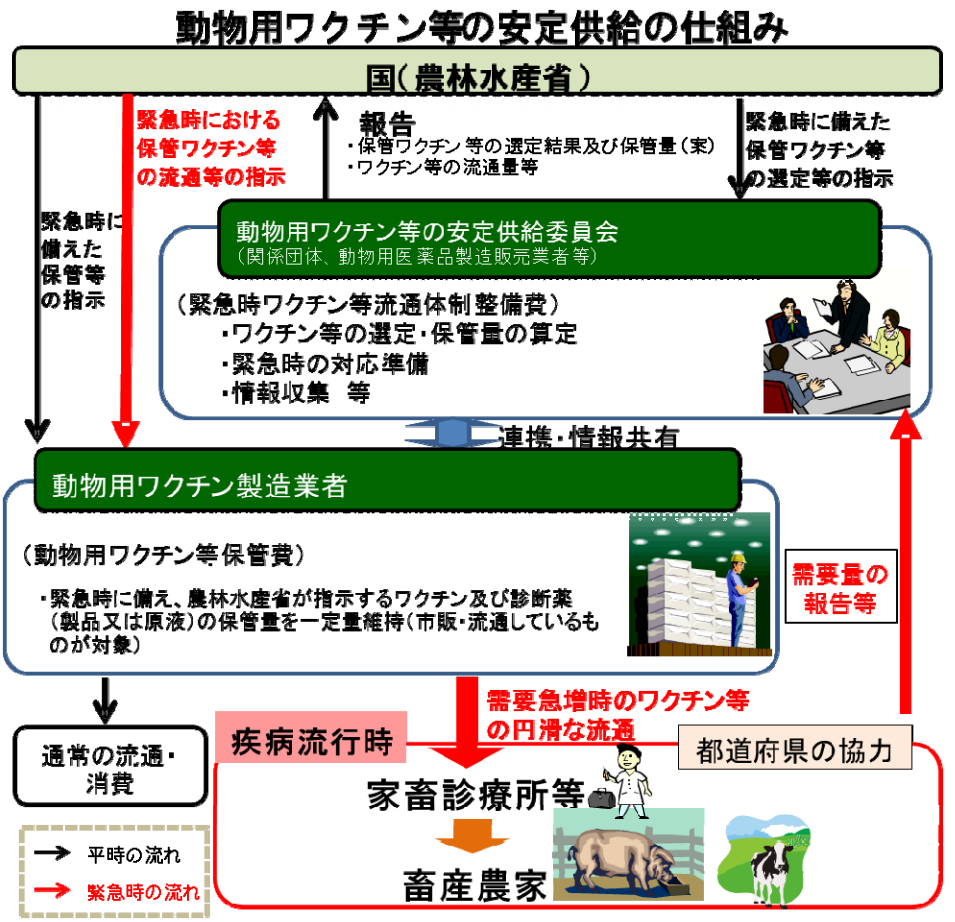 動物用ワクチン等の安定供給の仕組み
国(農林水産省)
緊急時における
保管ワクチン等
の流通等の指示
報告
・保管ワクチン等の選定結果及び保管量(案)
・ワクチン等の流通量等
緊急時に備えた
保管ワクチン等
の選定等の指示
緊急時に
備えた
保管等
の指示
動物用ワクチン等の安定供給委員会
(関係団体、動物用医薬品製造販売業者等)
(緊急時ワクチン等流通体制整備費)
・ワクチン等の選定・保管量の算定
・緊急時の対応準備
・情報収集 等
連携・情報共有
動物用ワクチン製造業者
(動物用ワクチン等保管費)
・緊急時に備え、農林水産省が指示するワクチン及び診断薬
(製品又は原液)の保管量を一定量維持(市販・流通しているも
のが対象)
需要量の
報告等
需要急増時のワクチン等
の円滑な流通
疾病流行時
都道府県の協力
通常の流通・
消費
家畜診療所等
畜産農家
平時の流れ
緊急時の流れ